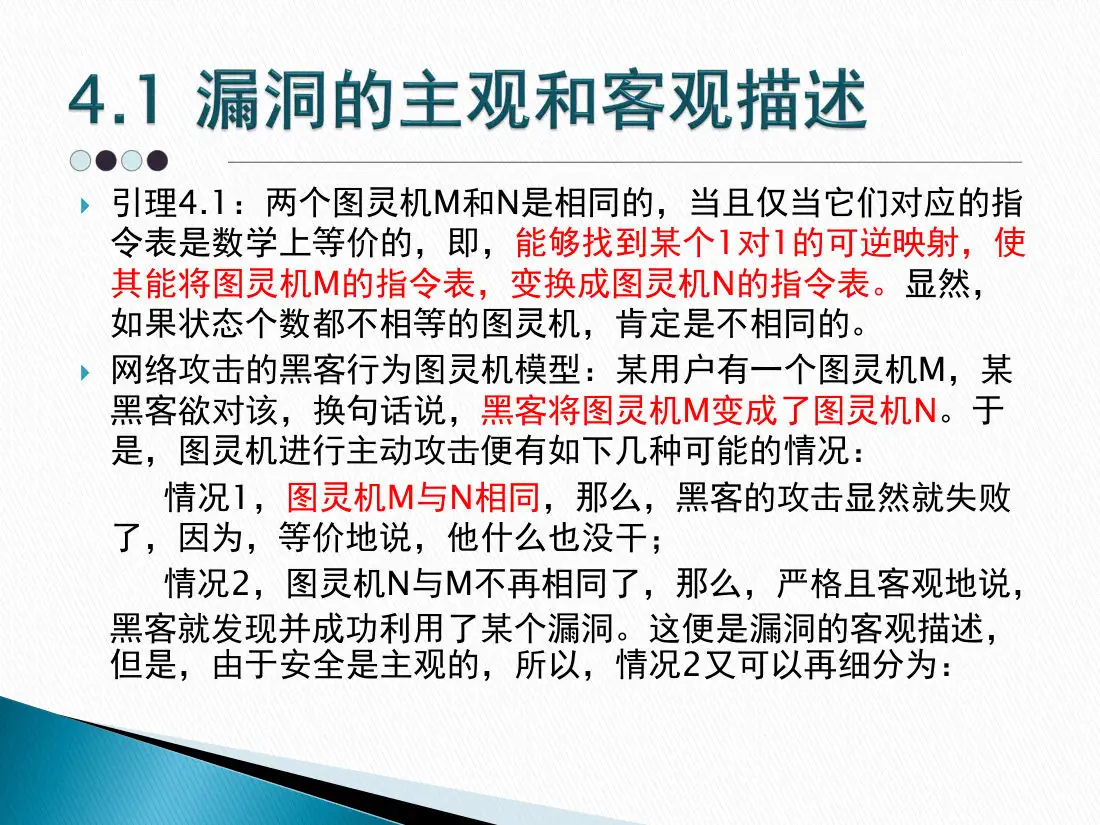 4.1 漏洞的主观和客观描述
引理4.1：两个图灵机M和N是相同的，当且仅当它们对应的指
令表是数学上等价的，即，能够找到某个1对1的可逆映射，使
其能将图灵机M的指令表，变换成图灵机N的指令表。显然，
如果状态个数都不相等的图灵机，肯定是不相同的。
网络攻击的黑客行为图灵机模型：某用户有一个图灵机M，某
黑客欲对该，换句话说，黑客将图灵机M变成了图灵机N。于
是，图灵机进行主动攻击便有如下几种可能的情况：
情况1，图灵机M与N相同，那么，黑客的攻击显然就失败
了，因为，等价地说，他什么也没干；
情况2，图灵机N与M不再相同了，那么，严格且客观地说，
黑客就发现并成功利用了某个漏洞。这便是漏洞的客观描述，
但是，由于安全是主观的，所以，情况2又可以再细分为：